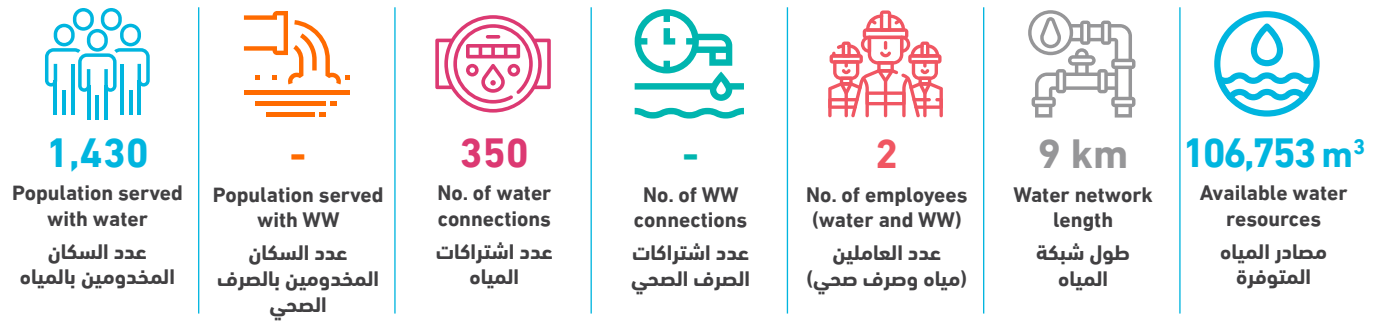 1,430
Population served
with water
عدد السكان
المخدومين بالمياه
-
Population served
with WW
عدد السكان
المخدومين بالصرف
الصحي
350
No. of water
connections
عدد اشتراكات
المياه
-
No. of WW
connections
عدد اشتراكات
الصرف الصحي
2
No. of employees
(water and WW)
عدد العاملين
(مياه وصرف صحي)
9 km
Water network
length
طول شبكة
المياه
106,753 m³
Available water
resources
مصادر المياه
المتوفرة